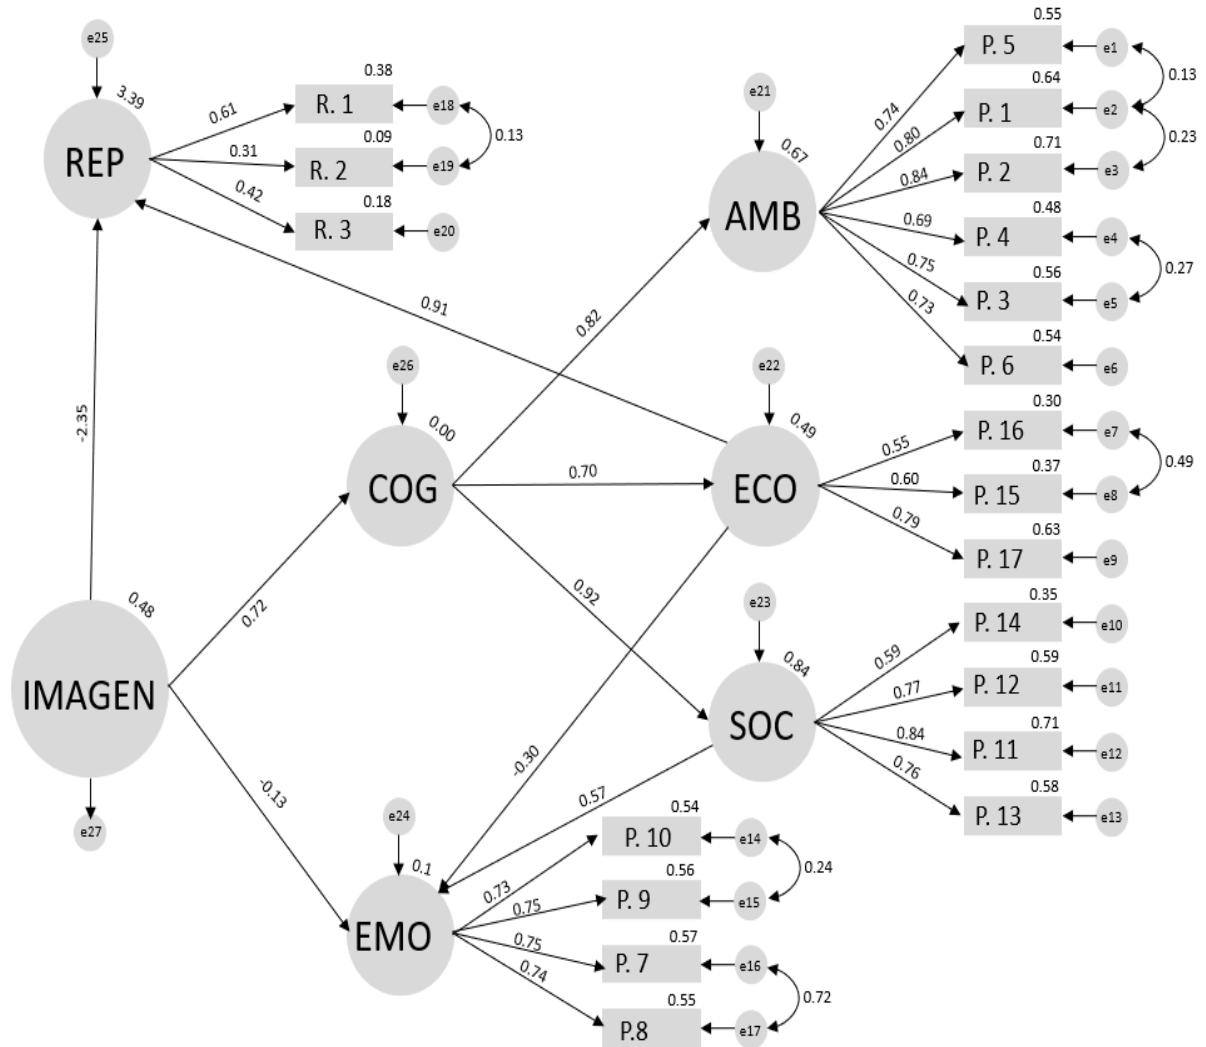 e25
3.39
REP
0.61
0.31
0.42
0.38
R. 1
e18
0.13
0.09
R. 2
e19
0.18
R. 3
e20
e21
0.67
AMB
0.74
0.80
0.84
0.69
0.75
0.73
0.55
P. 5
e1
0.13
0.64
P. 1
e2
0.23
0.71
P. 2
e3
0.48
P. 4
e4
0.27
0.56
P. 3
e5
0.54
P. 6
e6
0.91
0.82
-2.35
e26
0.00
COG
0.70
0.92
e22
0.49
ECO
0.55
0.60
0.79
0.30
P. 16
e7
0.49
0.37
P. 15
e8
0.63
P. 17
e9
0.48
IMAGEN
e27
0.72
-0.13
-0.30
0.57
e23
0.84
SOC
0.59
0.77
0.84
0.76
0.35
P. 14
e10
0.59
P. 12
e11
0.71
P. 11
e12
0.58
P. 13
e13
e24
0.1
EMO
0.73
0.75
0.75
0.74
0.54
P. 10
e14
0.24
0.56
P. 9
e15
0.57
P. 7
e16
0.72
0.55
P.8
e17